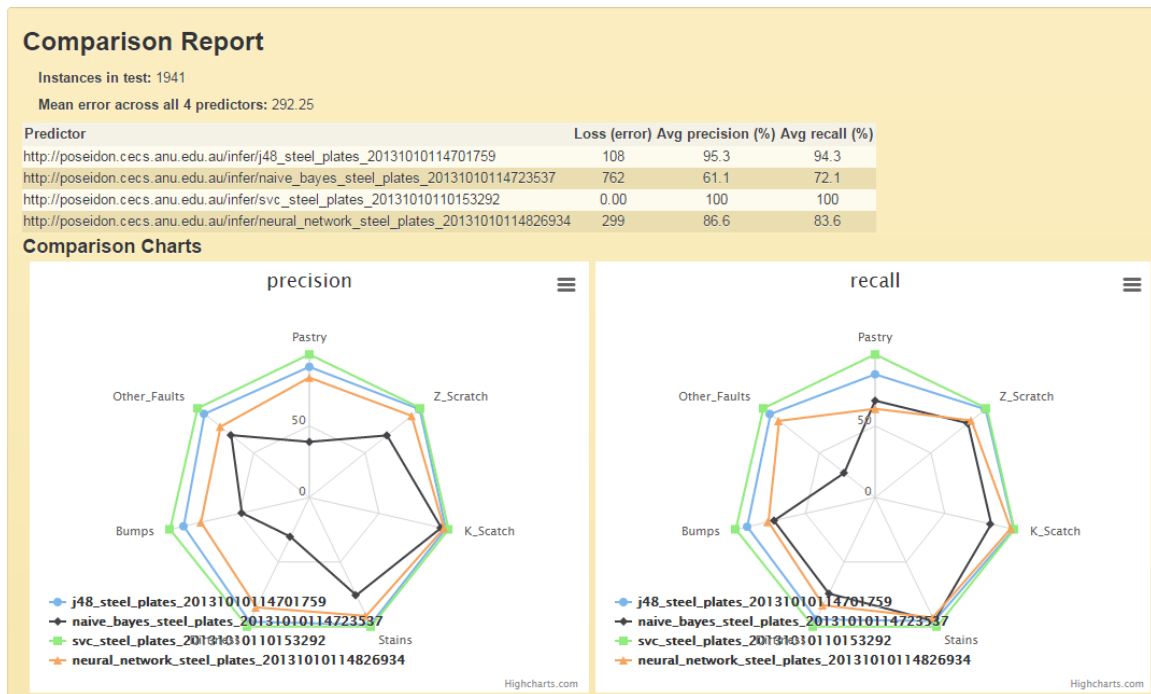 Comparison Report
Instances in test: 1941
Mean error across all 4 predictors: 292.25
Predictor Loss (error) Avg precision (%) Avg recall (%)
http://poseidon.cecs.anu.edu.au/infer/j48_steel_plates_20131010114701759 108 95.3 94.3
http://poseidon.cecs.anu.edu.au/infer/naive_bayes_steel_plates_20131010114723537 762 61.1 72.1
http://poseidon.cecs.anu.edu.au/infer/svc_steel_plates_20131010110153292 0.00 100 100
http://poseidon.cecs.anu.edu.au/infer/neural_network_steel_plates_20131010114826934 299 86.6 83.6
Comparison Charts
precision
Pastry
Other_Faults
Z_Scratch
50
0
Bumps
K_Scatch
Stains
j48_steel_plates_20131010114701759
naive_bayes_steel_plates_20131010114723537
svc_steel_plates_20131010110153292
neural_network_steel_plates_20131010114826934
Highcharts.com
recall
Pastry
Other_Faults
Z_Scratch
50
0
Bumps
K_Scatch
Stains
j48_steel_plates_20131010114701759
naive_bayes_steel_plates_20131010114723537
svc_steel_plates_20131010110153292
neural_network_steel_plates_20131010114826934
Highcharts.com